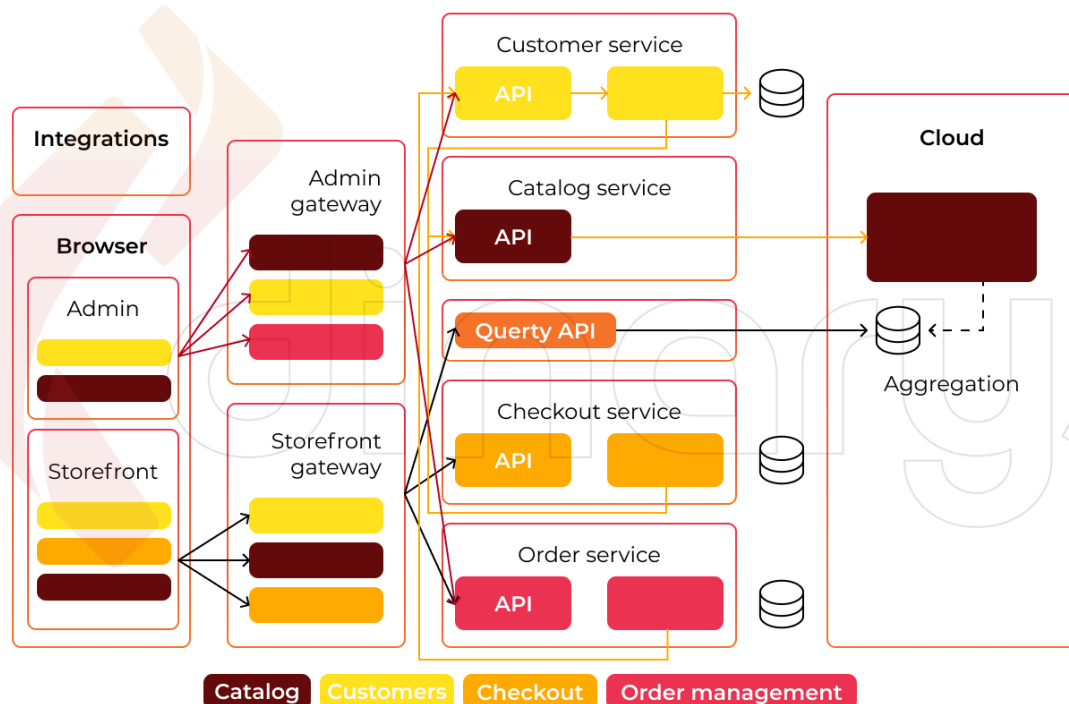 Customer service
API
Integrations
Cloud
Admin
gateway
Catalog service
API
Browser
Admin
Querty API
Aggregation
Checkout service
Storefront
gateway
API
Storefront
Order service
API
Catalog
Customers
Checkout
Order management
dinarys